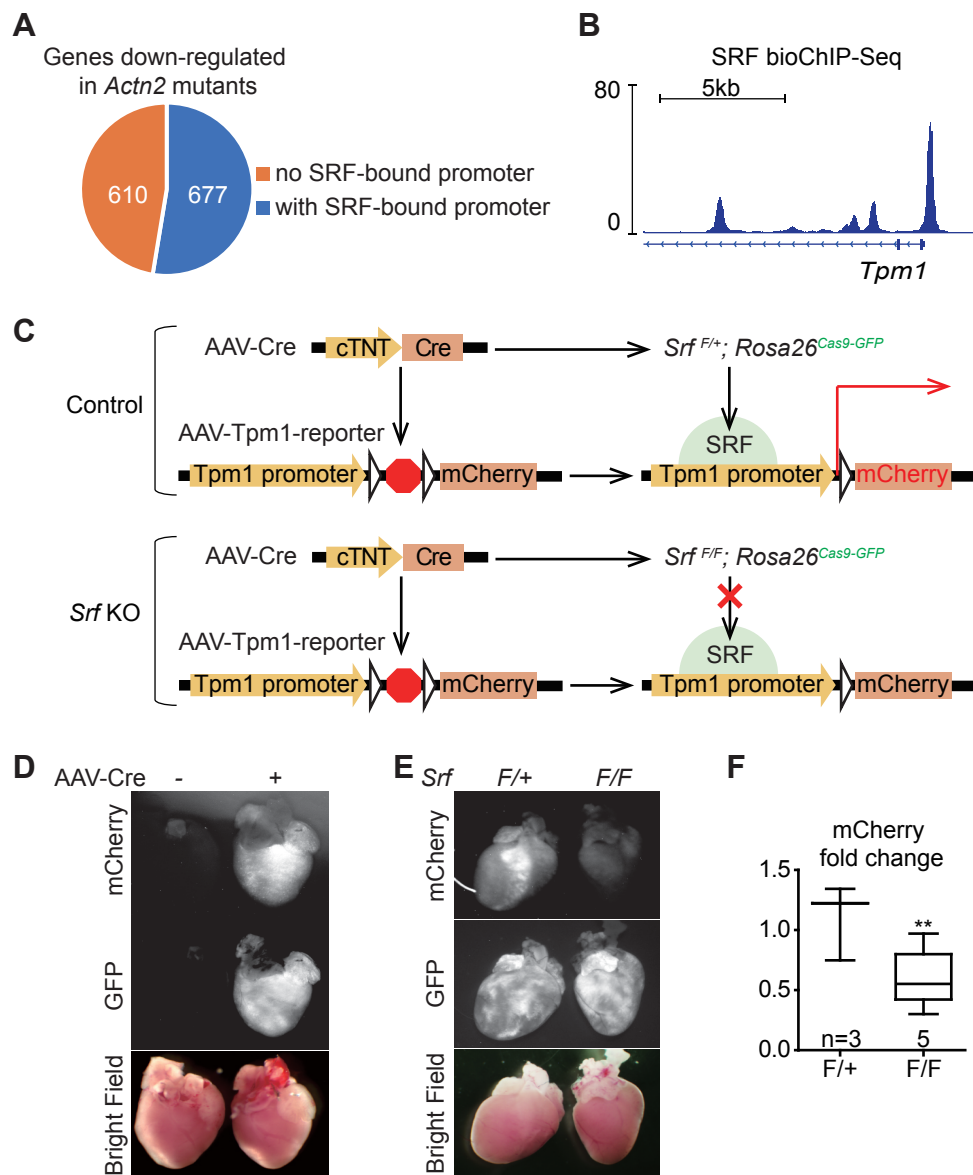 A
Genes down-regulated
in Actn2 mutants
610
677
no SRF-bound promoter
with SRF-bound promoter
B
SRF bioChIP-Seq
80
5kb
0
Tpm1
C
Control
AAV-Cre
cTNT
Cre
Srf F/+; Rosa26Cas9-GFP
AAV-Tpm1-reporter
SRF
Tpm1 promoter
mCherry
Tpm1 promoter
mCherry
Srf KO
AAV-Cre
cTNT
Cre
Srf F/F; Rosa26Cas9-GFP
AAV-Tpm1-reporter
SRF
Tpm1 promoter
mCherry
Tpm1 promoter
mCherry
D
AAV-Cre - +
mCherry
GFP
Bright Field
E
Srf F/+ F/F
mCherry
GFP
Bright Field
F
mCherry
fold change
1.5
1.0
0.5
0.0
**
n=3 5
F/+ F/F